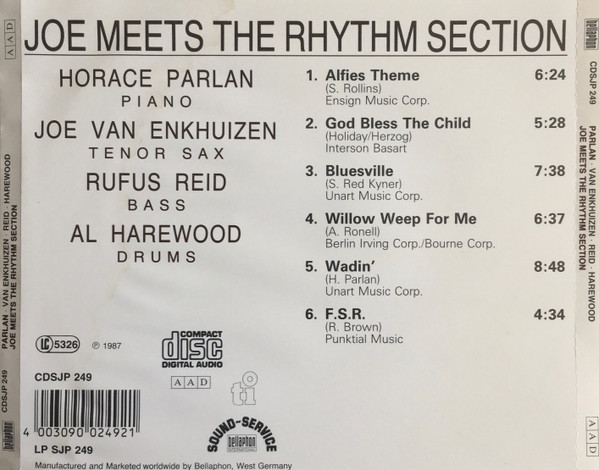 JOE MEETS THE RHYTHM SECTION
HORACE PARLAN
PIANO
JOE VAN ENKHUIZEN
TENOR SAX
RUFUS REID
BASS
AL HAREWOOD
DRUMS
1. Alfies Theme 6:24
(S. Rollins)
Ensign Music Corp.
2. God Bless The Child 5:28
(Holiday/Herzog)
Interson Basart
3. Bluesville 7:38
(S. Red Kyner)
Unart Music Corp.
4. Willow Weep For Me 6:37
(A. Ronell)
Berlin Irving Corp./Bourne Corp.
5. Wadin' 8:48
(H. Parlan)
Unart Music Corp.
6. F.S.R. 4:34
(R. Brown)
Punktial Music
LC 5326
℗ 1987
COMPACT
disc
DIGITAL AUDIO
CDSJP 249
AAD
ti
4 003090 024921
LP SJP 249
SOUND-SERVICE
bellaphon
INTERNATIONAL
Manufactured and Marketed worldwide by Bellaphon, West Germany
AAD
PARLAN · VAN ENKHUIZEN · REID · HAREWOOD
JOE MEETS THE RHYTHM SECTION
CDSJP 249
bellaphon
bellaphon
CDSJP 249
PARLAN · VAN ENKHUIZEN · REID · HAREWOOD
JOE MEETS THE RHYTHM SECTION
AAD